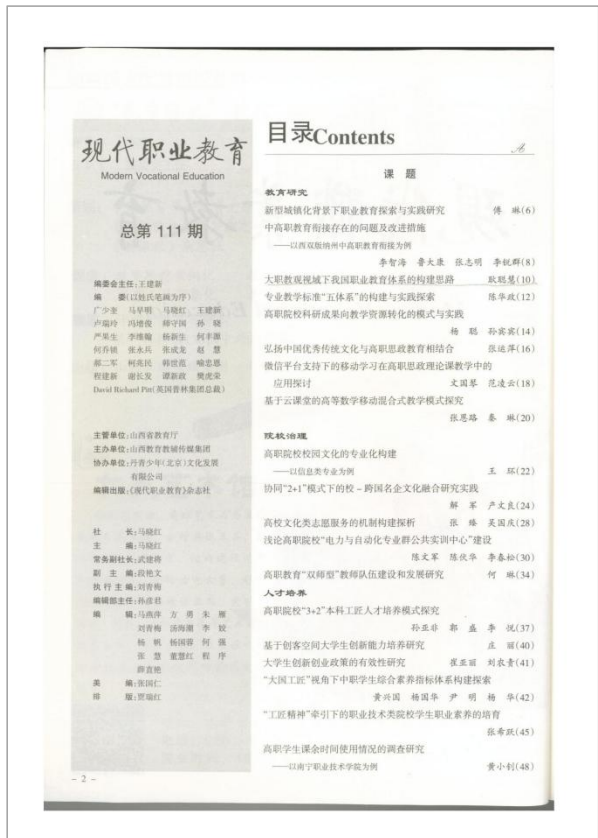 现代职业教育
Modern Vocational Education
总第 111 期
编委会主任:王建新
编　委(以姓氏笔画为序)
广少奎　马早明　马晓红　王建新
卢瑞玲　冯增俊　师守国　孙　晓
严果生　李维翰　杨新生　何丰源
何乔锁　张永兵　张成龙　赵　慧
郝二军　柯兆民　韩世范　喻忠恩
程建新　谢长发　谭新政　樊虎荣
David Richard Pitt(英国普林集团总裁)
主管单位:山西省教育厅
主办单位:山西教育教辅传媒集团
协办单位:丹青少年(北京)文化发展
有限公司
编辑出版:《现代职业教育》杂志社
社　长:马晓红
主　编:马晓红
常务副社长:武建将
副 主 编:段艳文
执 行 主 编:刘青梅
编辑部主任:孙彦君
编　辑:马燕萍　方　勇　朱　雁
刘青梅　汤海潮　李　姣
杨　帆　杨国蓉　何　强
张　慧　董慧红　程　序
薛直艳
美　编:张国仁
排　版:贾瑞红
- 2 -
目录Contents
课 题
教育研究
新型城镇化背景下职业教育探索与实践研究　傅　琳(6)
中高职教育衔接存在的问题及改进措施
——以西双版纳州中高职教育衔接为例
李智海　鲁大康　张志明　李锐群(8)
大职教观视域下我国职业教育体系的构建思路　耿聪慧(10)
专业教学标准“五体系”的构建与实践探索　陈华政(12)
高职院校科研成果向教学资源转化的模式与实践
杨　聪　孙宾宾(14)
弘扬中国优秀传统文化与高职思政教育相结合　张运萍(16)
微信平台支持下的移动学习在高职思政理论课教学中的
应用探讨　文国琴　范凌云(18)
基于云课堂的高等数学移动混合式教学模式探究
张思路　秦　琳(20)
院校治理
高职院校校园文化的专业化构建
——以信息类专业为例　王　环(22)
协同“2+1”模式下的校－跨国名企文化融合研究实践
解　军　严文良(24)
高校文化类志愿服务的机制构建探析　张　臻　吴国庆(28)
浅论高职院校“电力与自动化专业群公共实训中心”建设
陈文军　陈伏华　李春松(30)
高职教育“双师型”教师队伍建设和发展研究　何　琳(34)
人才培养
高职院校“3+2”本科工匠人才培养模式探究
孙亚非　郭　盛　李　悦(37)
基于创客空间大学生创新能力培养研究　庄　丽(40)
大学生创新创业政策的有效性研究　崔亚丽　刘农青(41)
“大国工匠”视角下中职学生综合素养指标体系构建探索
黄兴国　杨国华　尹　明　杨　华(42)
“工匠精神”牵引下的职业技术类院校学生职业素养的培育
张希跃(45)
高职学生课余时间使用情况的调查研究
——以南宁职业技术学院为例　黄小钊(48)